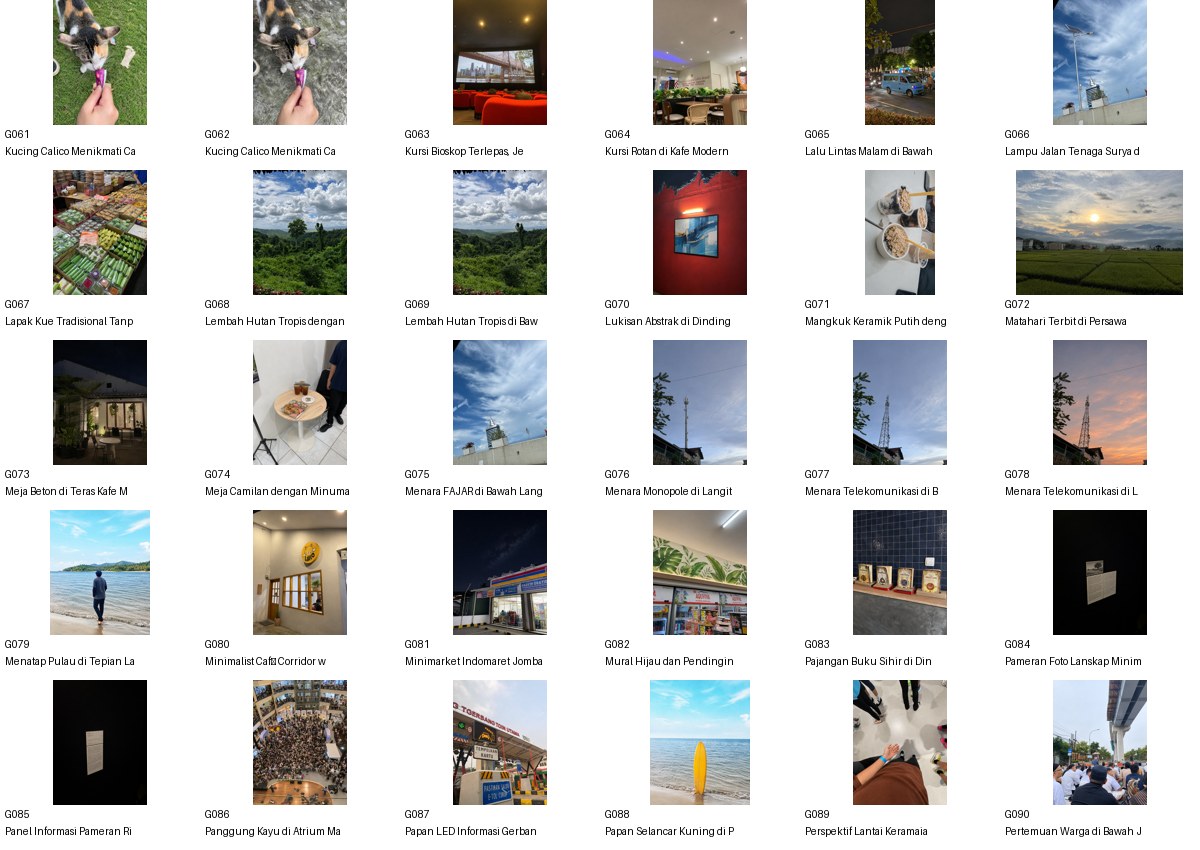 G061
Kucing Calico Menikmati Ca
G062
Kucing Calico Menikmati Ca
G063
Kursi Bioskop Terlepas, Je
G064
Kursi Rotan di Kafe Modern
G065
Lalu Lintas Malam di Bawah
G066
Lampu Jalan Tenaga Surya d
G067
Lapak Kue Tradisional Tanp
G068
Lembah Hutan Tropis dengan
G069
Lembah Hutan Tropis di Baw
G070
Lukisan Abstrak di Dinding
G071
Mangkuk Keramik Putih deng
G072
Matahari Terbit di Persawa
G073
Meja Beton di Teras Kafe M
G074
Meja Camilan dengan Minuma
G075
Menara FAJAR di Bawah Lang
G076
Menara Monopole di Langit
G077
Menara Telekomunikasi di B
G078
Menara Telekomunikasi di L
G079
Menatap Pulau di Tepian La
G080
Minimalist Caf Corridor w
G081
Minimarket Indomaret Jomba
G082
Mural Hijau dan Pendingin
G083
Pajangan Buku Sihir di Din
G084
Pameran Foto Lanskap Minim
G085
Panel Informasi Pameran Ri
G086
Panggung Kayu di Atrium Ma
G087
Papan LED Informasi Gerban
G088
Papan Selancar Kuning di P
G089
Perspektif Lantai Keramaia
G090
Pertemuan Warga di Bawah J